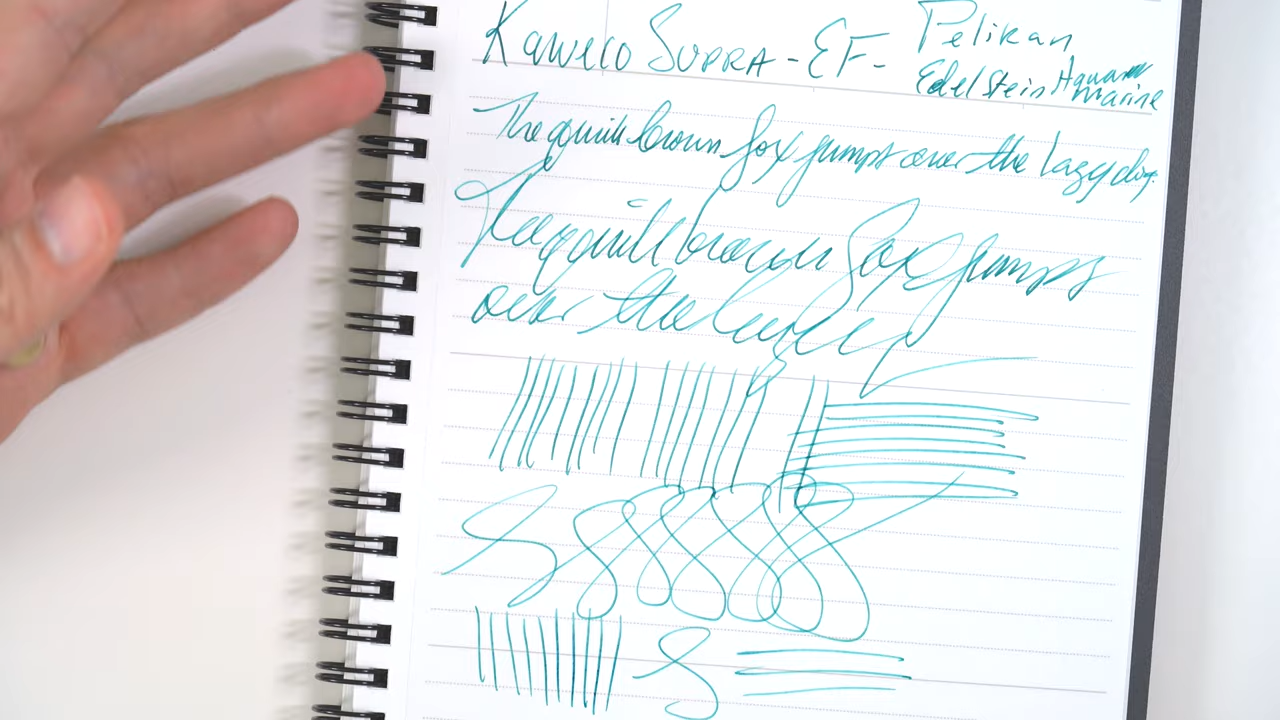 Kaweco SUPRA - EF - Pelikan
Edelstein Aquamarine
The quick brown fox jumps over the lazy dog.
The quick brown fox jumps
over the